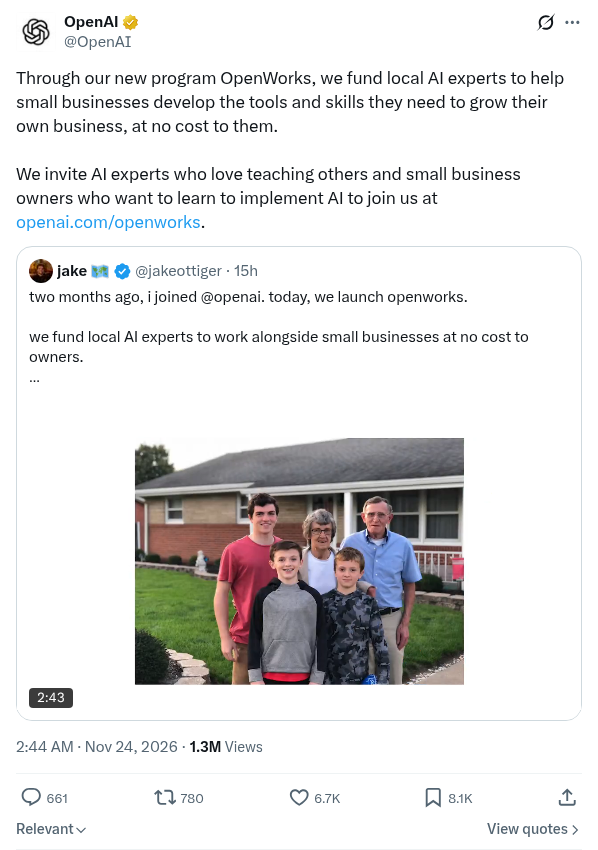 OpenAI
@OpenAI
Through our new program OpenWorks, we fund local AI experts to help
small businesses develop the tools and skills they need to grow their
own business, at no cost to them.
We invite AI experts who love teaching others and small business
owners who want to learn to implement AI to join us at
openai.com/openworks.
jake @jakeottiger · 15h
two months ago, i joined @openai. today, we launch openworks.
we fund local AI experts to work alongside small businesses at no cost to
owners.
...
2:43
2:44 AM · Nov 24, 2026 · 1.3M Views
661 780 6.7K 8.1K
Relevant View quotes